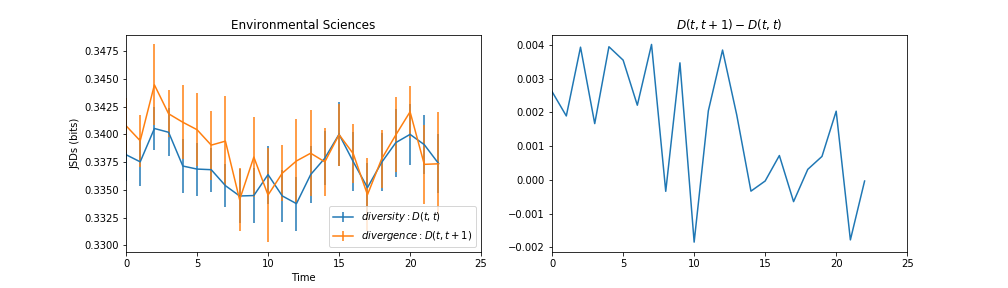 Environmental Sciences
JSDs (bits)
0.3475
0.3450
0.3425
0.3400
0.3375
0.3350
0.3325
0.3300
0 5 10 15 20 25
Time
diversity : D(t, t)
divergence : D(t, t + 1)
D(t, t + 1) − D(t, t)
0.004
0.003
0.002
0.001
0.000
−0.001
−0.002
0 5 10 15 20 25